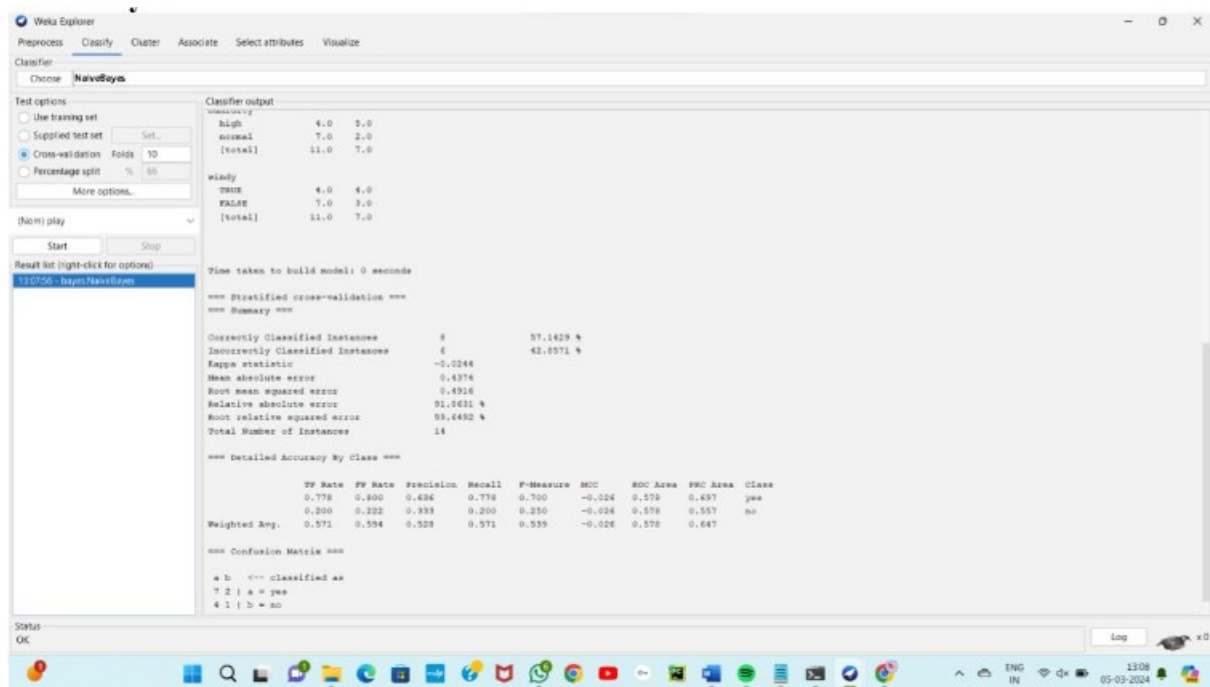 Weka Explorer
Preprocess Classify Cluster Associate Select attributes Visualize
Classifier
Choose NaiveBayes
Test options
Use training set
Supplied test set Set...
Cross-validation Folds 10
Percentage split % 66
More options...
(Nom) play
Start Stop
Result list (right-click for options)
13:07:56 - bayes.NaiveBayes
Classifier output
high 4.0 5.0
normal 7.0 2.0
[total] 11.0 7.0
windy
TRUE 4.0 4.0
FALSE 7.0 3.0
[total] 11.0 7.0
Time taken to build model: 0 seconds
=== Stratified cross-validation ===
=== Summary ===
Correctly Classified Instances 8 57.1429 %
Incorrectly Classified Instances 6 42.8571 %
Kappa statistic -0.0244
Mean absolute error 0.4374
Root mean squared error 0.4916
Relative absolute error 91.8631 %
Root relative squared error 99.6492 %
Total Number of Instances 14
=== Detailed Accuracy By Class ===
TP Rate FP Rate Precision Recall F-Measure MCC ROC Area PRC Area Class
0.778 0.800 0.636 0.778 0.700 -0.026 0.578 0.697 yes
0.200 0.222 0.333 0.200 0.250 -0.026 0.578 0.557 no
Weighted Avg. 0.571 0.594 0.528 0.571 0.539 -0.026 0.578 0.647
=== Confusion Matrix ===
a b <-- classified as
7 2 | a = yes
4 1 | b = no
Status
OK
Log x 0
ENG
IN
13:08
05-03-2024